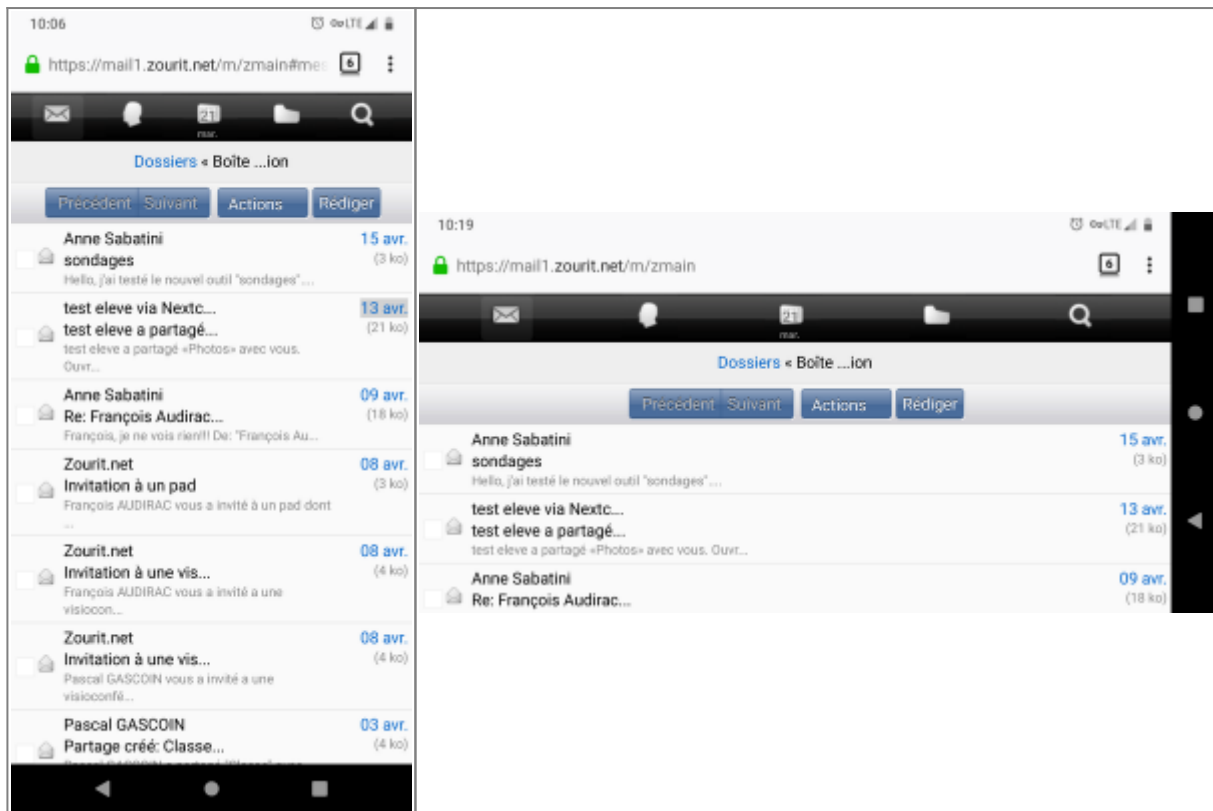 10:06
LTE
https://mail1.zourit.net/m/zmain#mes
6
21
mar.
Dossiers « Boîte ...ion
Précédent Suivant Actions Rédiger
Anne Sabatini 15 avr.
sondages (3 ko)
Hello, j'ai testé le nouvel outil "sondages"....
test eleve via Nextc... 13 avr.
test eleve a partagé... (21 ko)
test eleve a partagé «Photos» avec vous.
Ouvr...
Anne Sabatini 09 avr.
Re: François Audirac... (18 ko)
François, je ne vois rien!!! De: "François Au...
Zourit.net 08 avr.
Invitation à un pad (3 ko)
François AUDIRAC vous a invité à un pad dont
...
Zourit.net 08 avr.
Invitation à une vis... (4 ko)
François AUDIRAC vous a invité a une
visiocon...
Zourit.net 08 avr.
Invitation à une vis... (4 ko)
Pascal GASCOIN vous a invité a une
visioconfé...
Pascal GASCOIN 03 avr.
Partage créé: Classe... (4 ko)
10:19
LTE
https://mail1.zourit.net/m/zmain
6
21
mar.
Dossiers « Boîte ...ion
Précédent Suivant Actions Rédiger
Anne Sabatini 15 avr.
sondages (3 ko)
Hello, j'ai testé le nouvel outil "sondages"....
test eleve via Nextc... 13 avr.
test eleve a partagé... (21 ko)
test eleve a partagé «Photos» avec vous. Ouvr...
Anne Sabatini 09 avr.
Re: François Audirac... (18 ko)